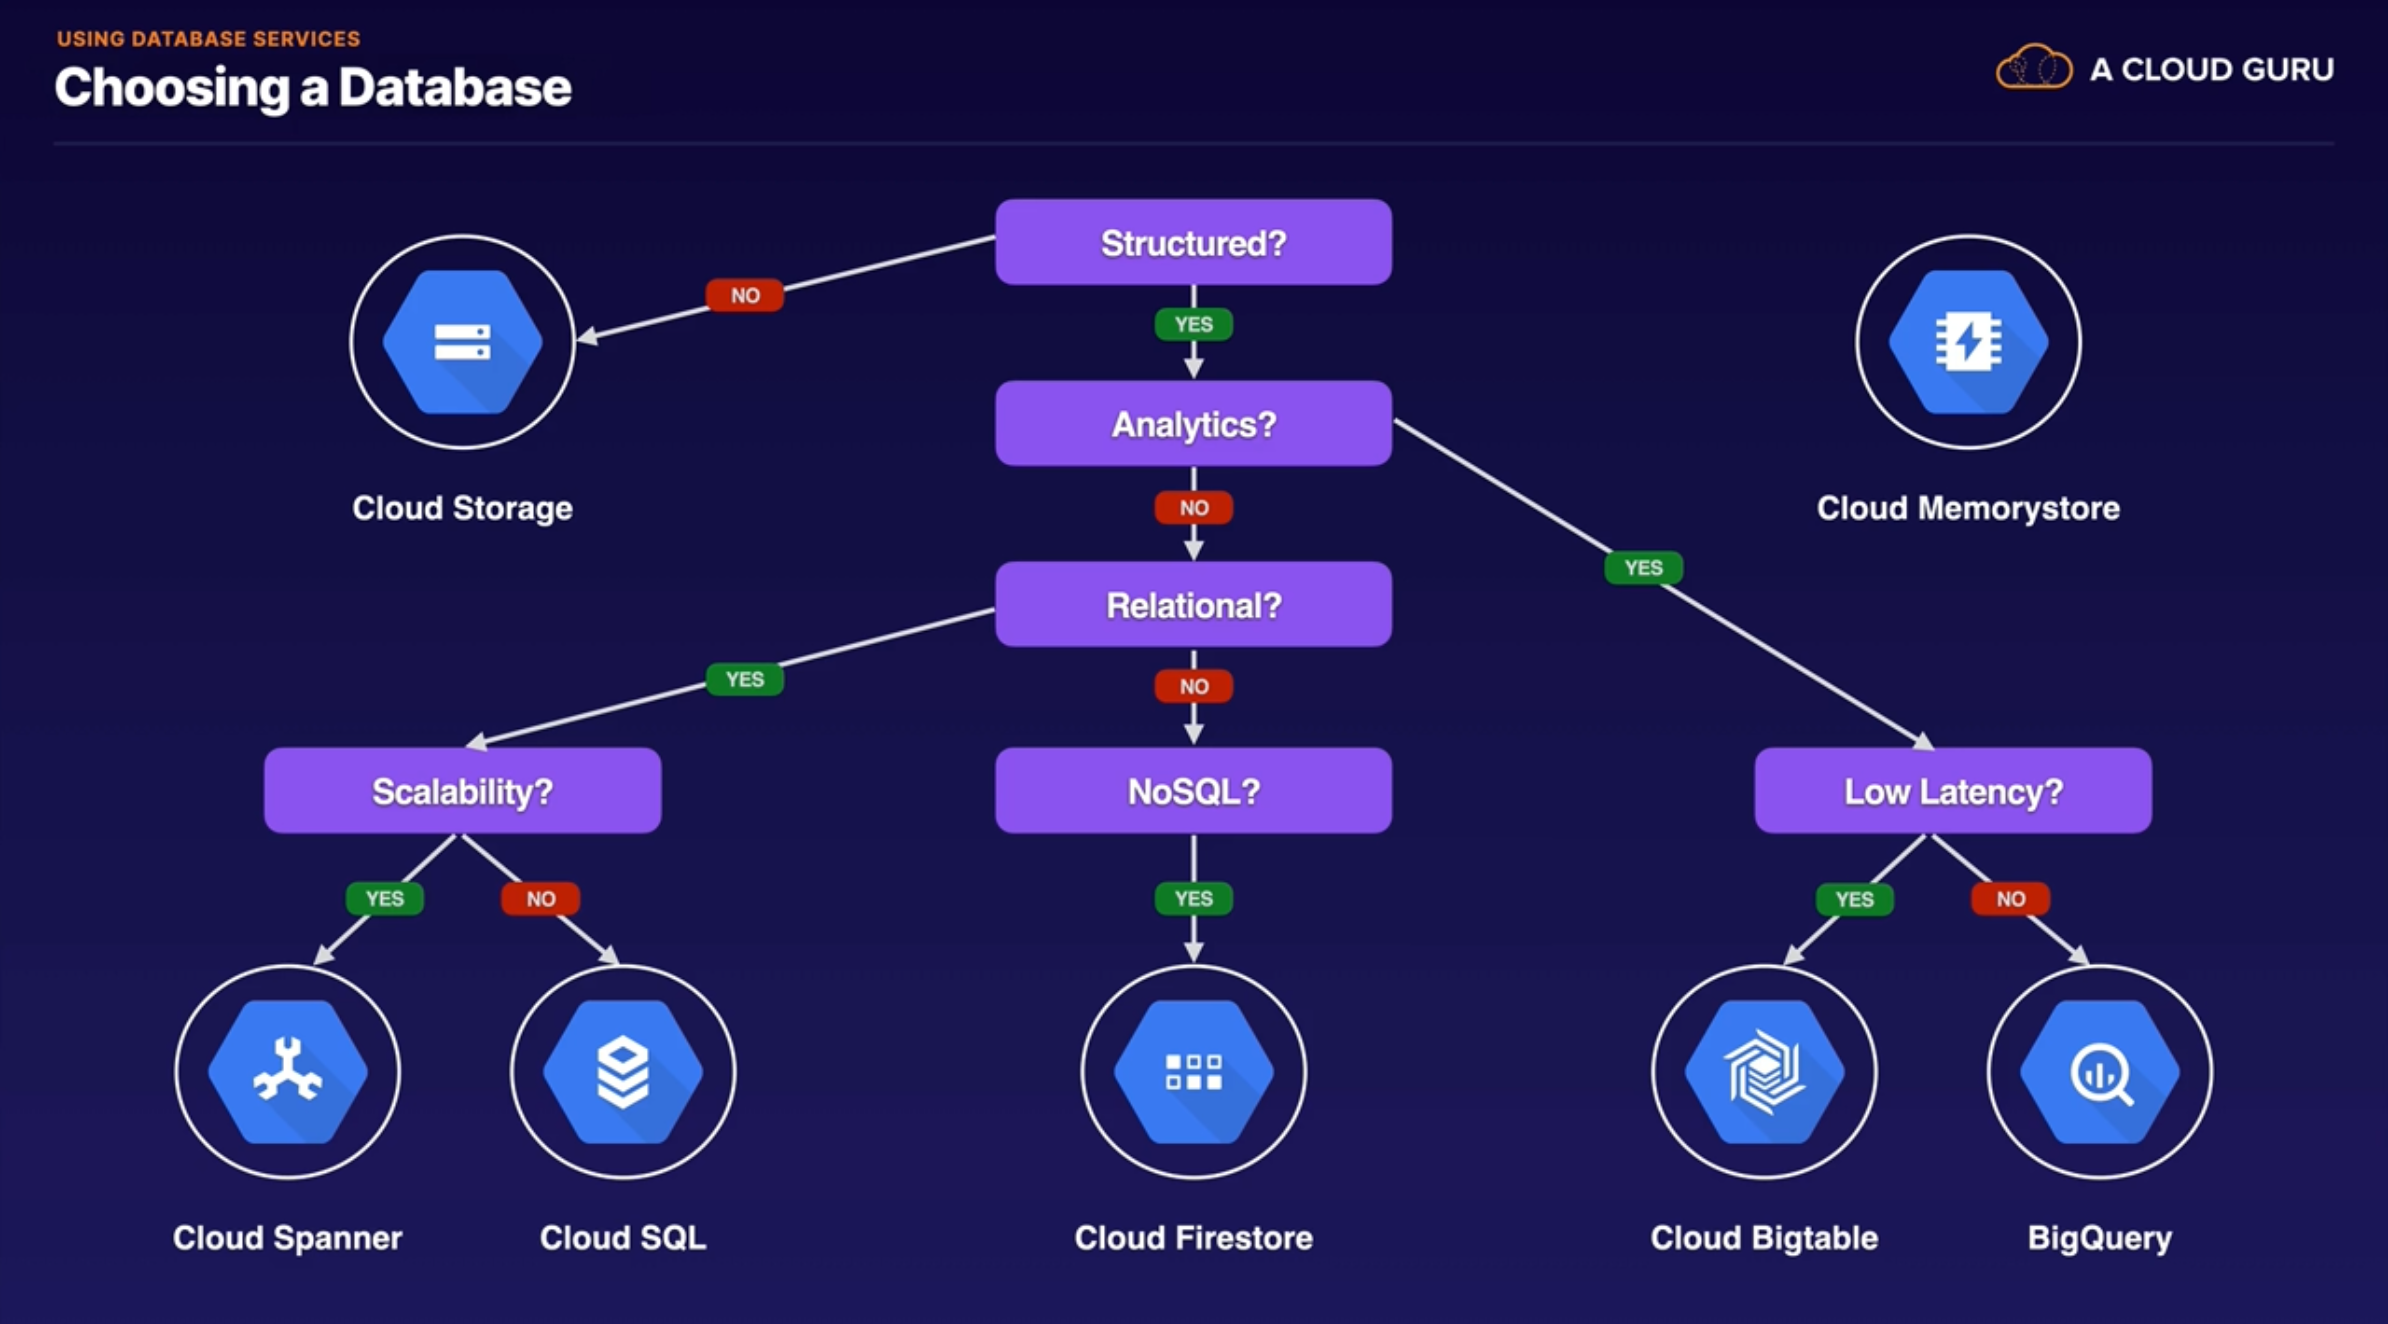 USING DATABASE SERVICES
Choosing a Database
A CLOUD GURU
Structured?
NO
YES
Analytics?
Cloud Storage
NO
Cloud Memorystore
YES
Relational?
YES
NO
Scalability?
NoSQL?
Low Latency?
YES
NO
YES
YES
NO
Cloud Spanner
Cloud SQL
Cloud Firestore
Cloud Bigtable
BigQuery